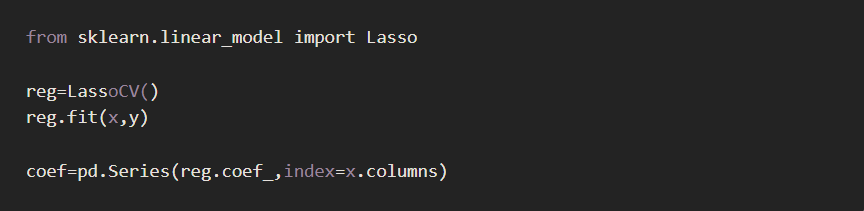 from sklearn.linear_model import Lasso
reg=LassoCV()
reg.fit(x,y)
coef=pd.Series(reg.coef_,index=x.columns)